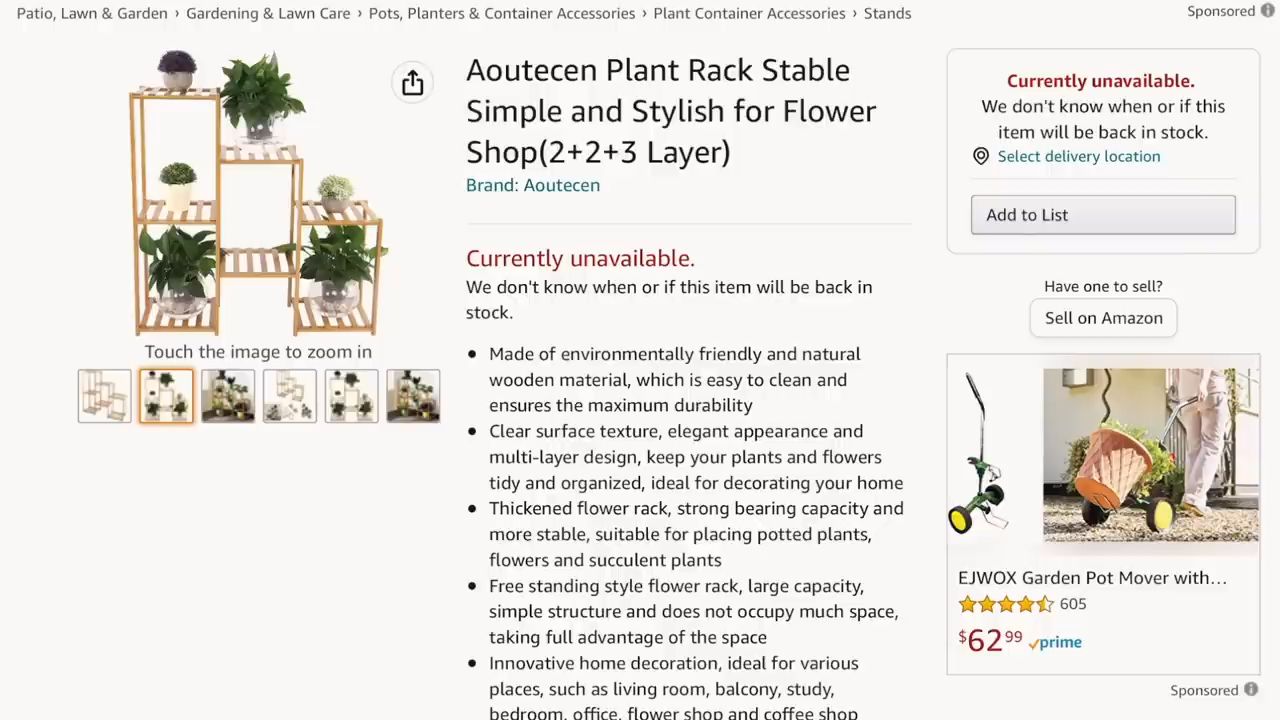 Patio, Lawn & Garden › Gardening & Lawn Care › Pots, Planters & Container Accessories › Plant Container Accessories › Stands
Sponsored
Aoutecen Plant Rack Stable
Simple and Stylish for Flower
Shop(2+2+3 Layer)
Brand: Aoutecen
Touch the image to zoom in
Currently unavailable.
We don't know when or if this item will be back in
stock.
• Made of environmentally friendly and natural
wooden material, which is easy to clean and
ensures the maximum durability
• Clear surface texture, elegant appearance and
multi-layer design, keep your plants and flowers
tidy and organized, ideal for decorating your home
• Thickened flower rack, strong bearing capacity and
more stable, suitable for placing potted plants,
flowers and succulent plants
• Free standing style flower rack, large capacity,
simple structure and does not occupy much space,
taking full advantage of the space
• Innovative home decoration, ideal for various
places, such as living room, balcony, study,
bedroom, office, flower shop and coffee shop
Currently unavailable.
We don't know when or if this
item will be back in stock.
Select delivery location
Add to List
Have one to sell?
Sell on Amazon
EJWOX Garden Pot Mover with...
605
$62 99 prime
Sponsored